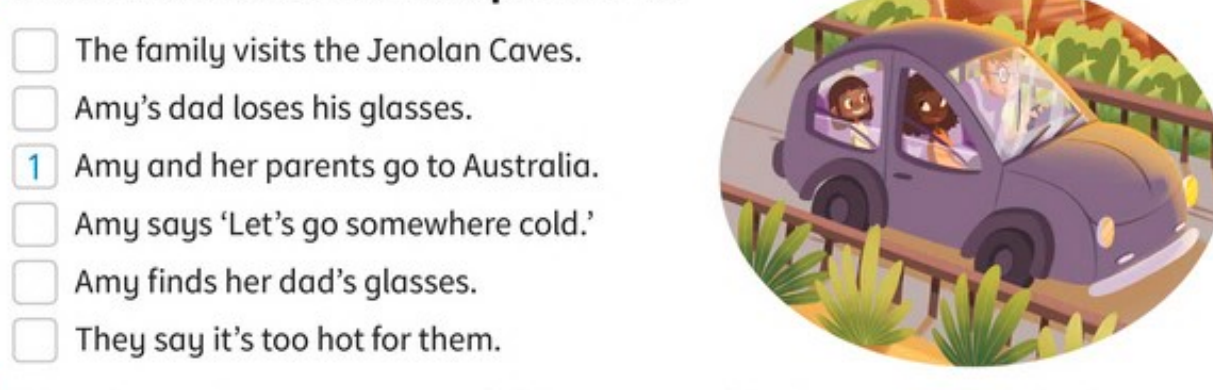 The family visits the Jenolan Caves.
Amy's dad loses his glasses.
1 Amy and her parents go to Australia.
Amy says ‘Let's go somewhere cold.’
Amy finds her dad's glasses.
They say it's too hot for them.